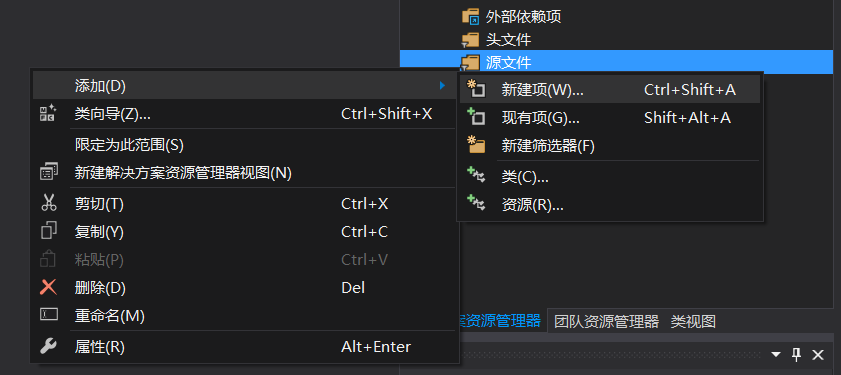 外部依赖项
头文件
源文件
添加(D)
类向导(Z)... Ctrl+Shift+X
限定为此范围(S)
新建解决方案资源管理器视图(N)
剪切(T) Ctrl+X
复制(Y) Ctrl+C
粘贴(P) Ctrl+V
删除(D) Del
重命名(M)
属性(R) Alt+Enter
新建项(W)... Ctrl+Shift+A
现有项(G)... Shift+Alt+A
新建筛选器(F)
类(C)...
资源(R)...
资源管理器 团队资源管理器 类视图